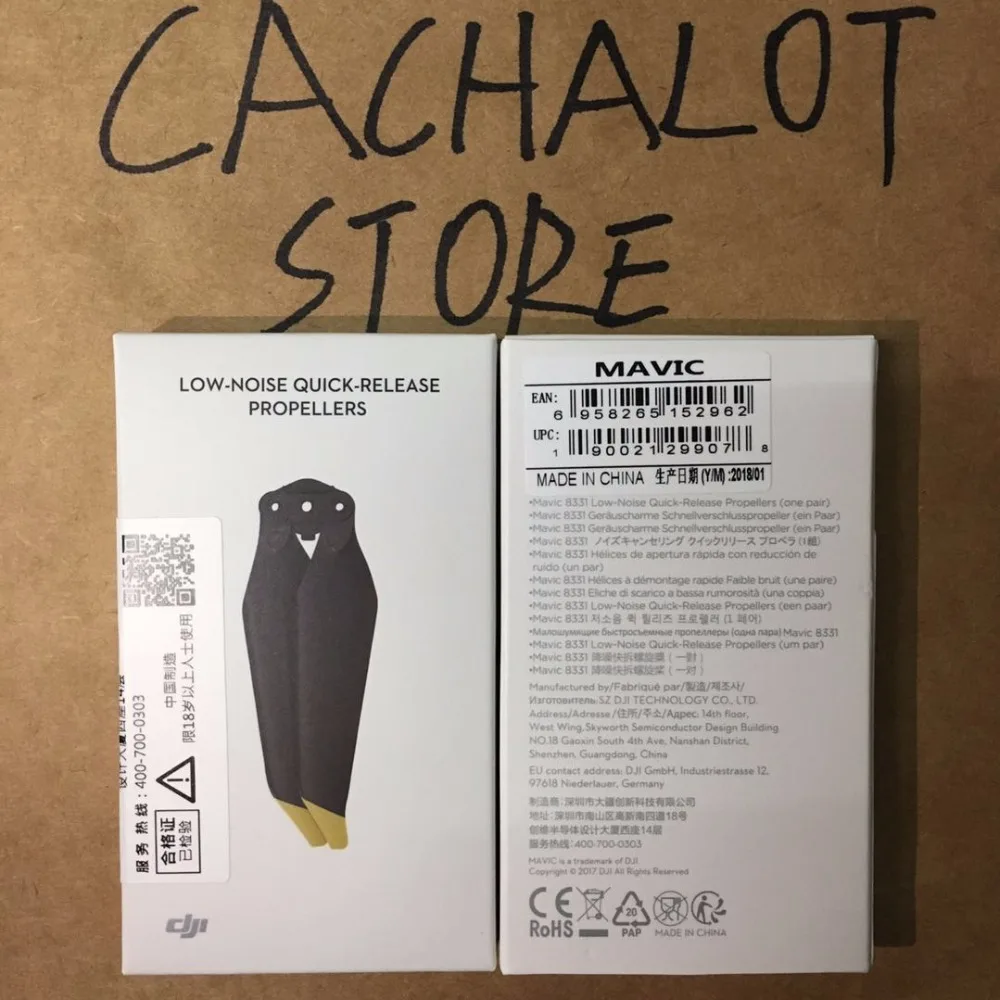 CACHALOT
STORE
LOW-NOISE QUICK-RELEASE
PROPELLERS
中国制造
限18岁以上人士使用
服务热线:400-700-0303
合格证
已检验
dji
MAVIC
EAN:
6 958265 152962
UPC:
1 90021 29907 8
MADE IN CHINA 生产日期(Y/M):2018/01
•Mavic 8331 Low-Noise Quick-Release Propellers (one pair)
•Mavic 8331 Geräuscharme Schnellverschlusspropeller (ein Paar)
•Mavic 8331 Geräuscharme Schnellverschlusspropeller (ein Paar)
•Mavic 8331 ノイズキャンセリング クイックリリース プロペラ (1組)
•Mavic 8331 Hélices de apertura rápida con reducción de
ruido (un par)
•Mavic 8331 Hélices à démontage rapide Faible bruit (une paire)
•Mavic 8331 Eliche di scarico a bassa rumorosità (una coppia)
•Mavic 8331 Low-Noise Quick-Release Propellers (een paar)
•Mavic 8331 저소음 퀵 릴리즈 프로펠러 (1 페어)
•Малошумящие быстросъемные пропеллеры (одна пара) Mavic 8331
•Mavic 8331 Low-Noise Quick-Release Propellers (um par)
•Mavic 8331 降噪快拆螺旋槳 (一對)
•Mavic 8331 降噪快拆螺旋桨 (一对)
Manufactured by/Fabriqué par/製造/제조사/
Изготовитель: SZ DJI TECHNOLOGY CO., LTD.
Address/Adresse/住所/주소/Адрес: 14th floor,
West Wing,Skyworth Semiconductor Design Building
NO.18 Gaoxin South 4th Ave, Nanshan District,
Shenzhen, Guangdong, China
EU contact address: DJI GmbH, Industriestrasse 12,
97618 Niederlauer, Germany
制造商:深圳市大疆创新科技有限公司
地址:深圳市南山区高新南四道18号
创维半导体设计大厦西座14层
服务热线:400-700-0303
MAVIC is a trademark of DJI
Copyright © 2017 DJI All Rights Reserved
CE
RoHS
20
PAP
MADE IN CHINA